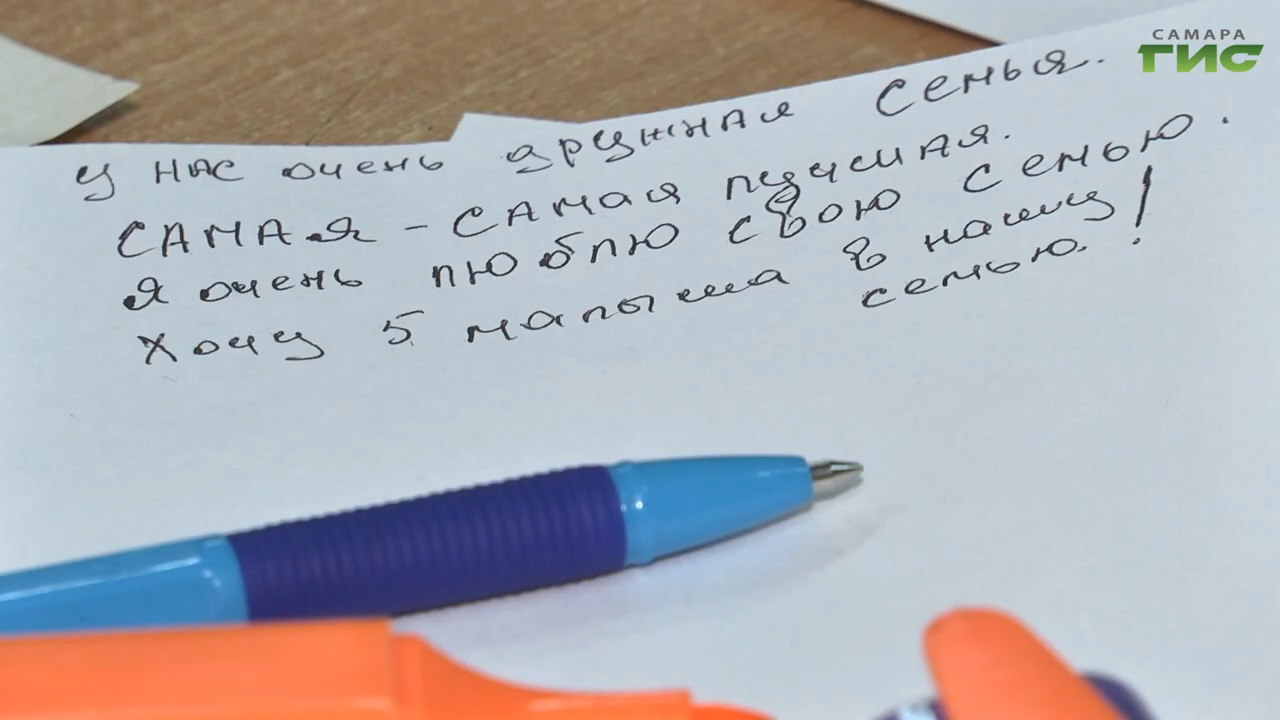 САМАРА
ГИС
У НАС очень дружная семья.
САМАя - САМая лучшая.
Я очень люблю свою семью.
Хочу 5 малыша в нашу
семью!